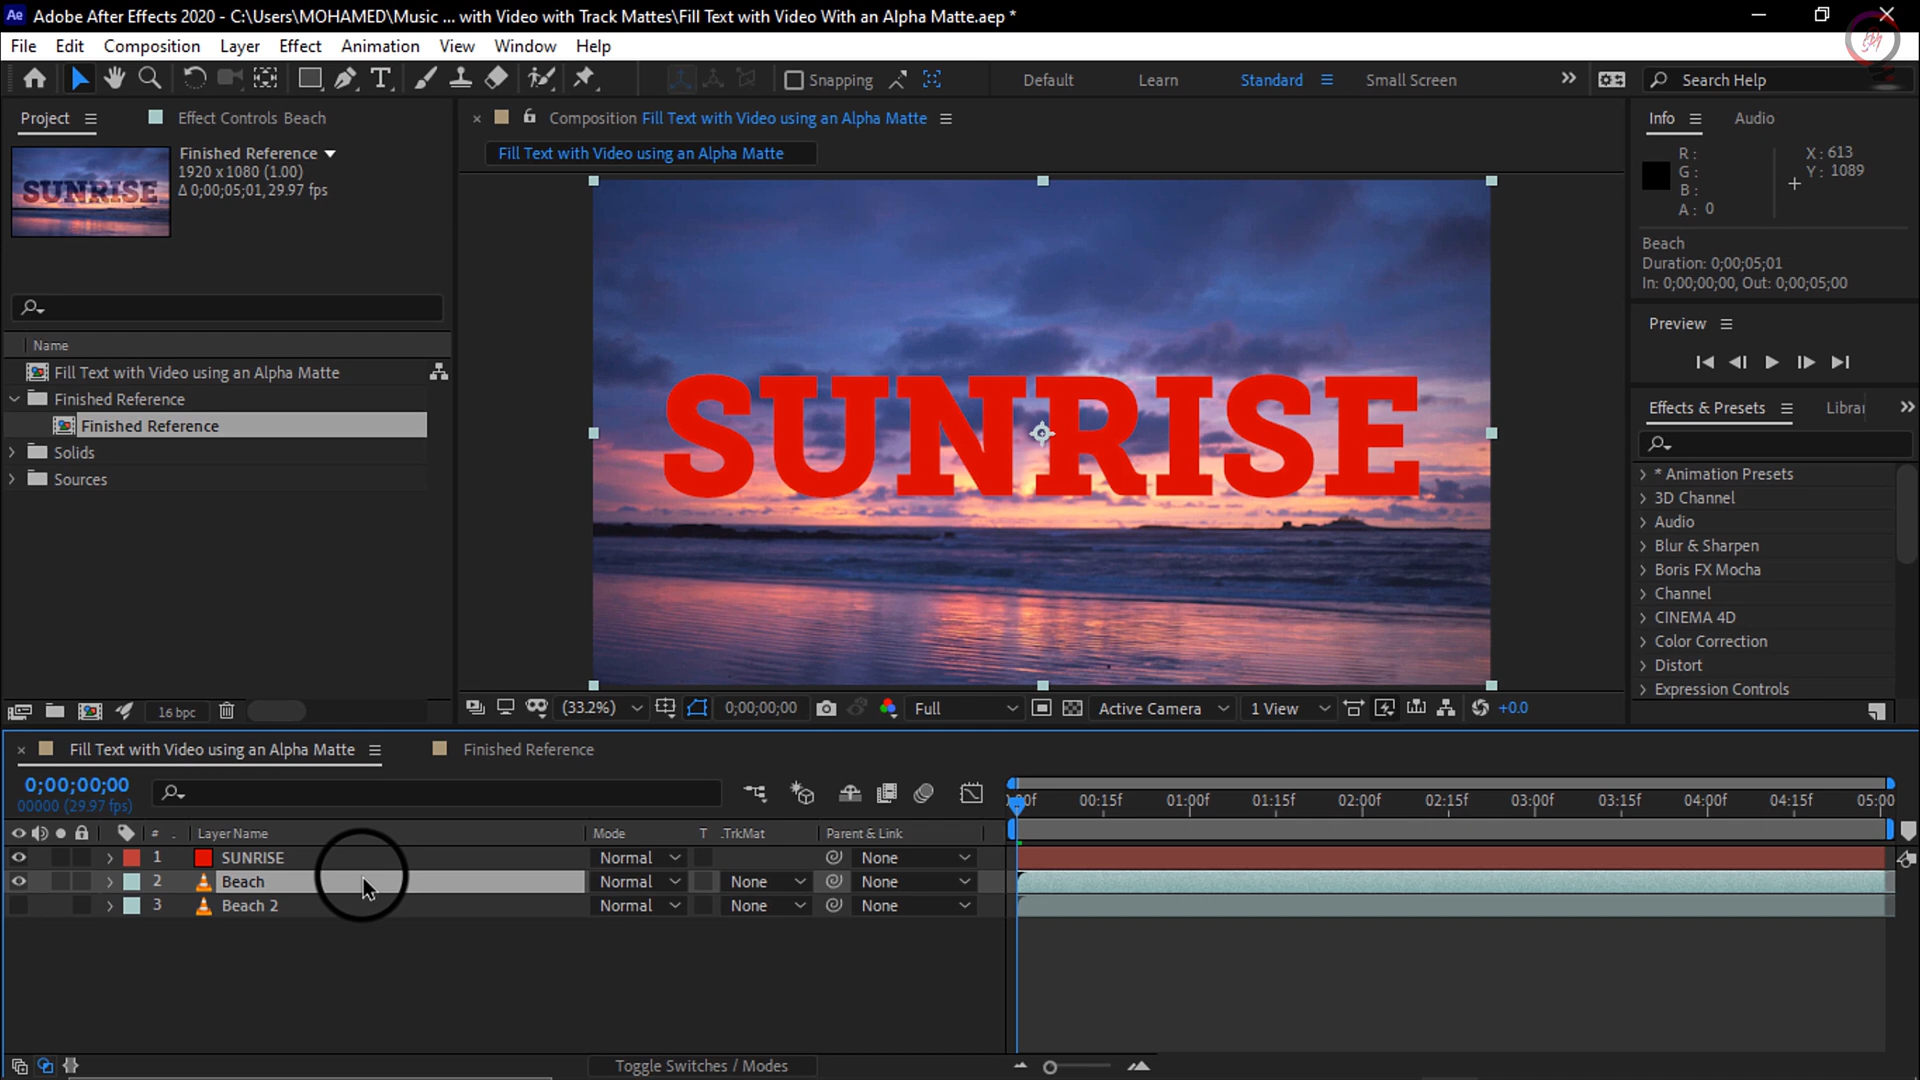 Ae Adobe After Effects 2020 - C:\Users\MOHAMED\Music ... with Video with Track Mattes\Fill Text with Video With an Alpha Matte.aep *
File Edit Composition Layer Effect Animation View Window Help
Snapping Default Learn Standard Small Screen Search Help
Project Effect Controls Beach
Finished Reference
1920 x 1080 (1.00)
Δ 0;00;05;01, 29.97 fps
SUNRISE
Name
Fill Text with Video using an Alpha Matte
Finished Reference
Finished Reference
Solids
Sources
16 bpc
Composition Fill Text with Video using an Alpha Matte
Fill Text with Video using an Alpha Matte
SUNRISE
(33.2%) 0;00;00;00 Full Active Camera 1 View +0.0
Info Audio
R: X: 613
G: Y: 1089
B:
A: 0
Beach
Duration: 0;00;05;01
In: 0;00;00;00, Out: 0;00;05;00
Preview
Effects & Presets Librar
* Animation Presets
3D Channel
Audio
Blur & Sharpen
Boris FX Mocha
Channel
CINEMA 4D
Color Correction
Distort
Expression Controls
Fill Text with Video using an Alpha Matte Finished Reference
0;00;00;00
00000 (29.97 fps)
00f 00:15f 01:00f 01:15f 02:00f 02:15f 03:00f 03:15f 04:00f 04:15f 05:00
# Layer Name Mode T .TrkMat Parent & Link
1 SUNRISE Normal None
2 Beach Normal None None
3 Beach 2 Normal None None
Toggle Switches / Modes